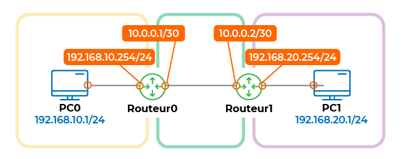 10.0.0.1/30
10.0.0.2/30
192.168.10.254/24
192.168.20.254/24
PC0
Routeur0
Routeur1
PC1
192.168.10.1/24
192.168.20.1/24